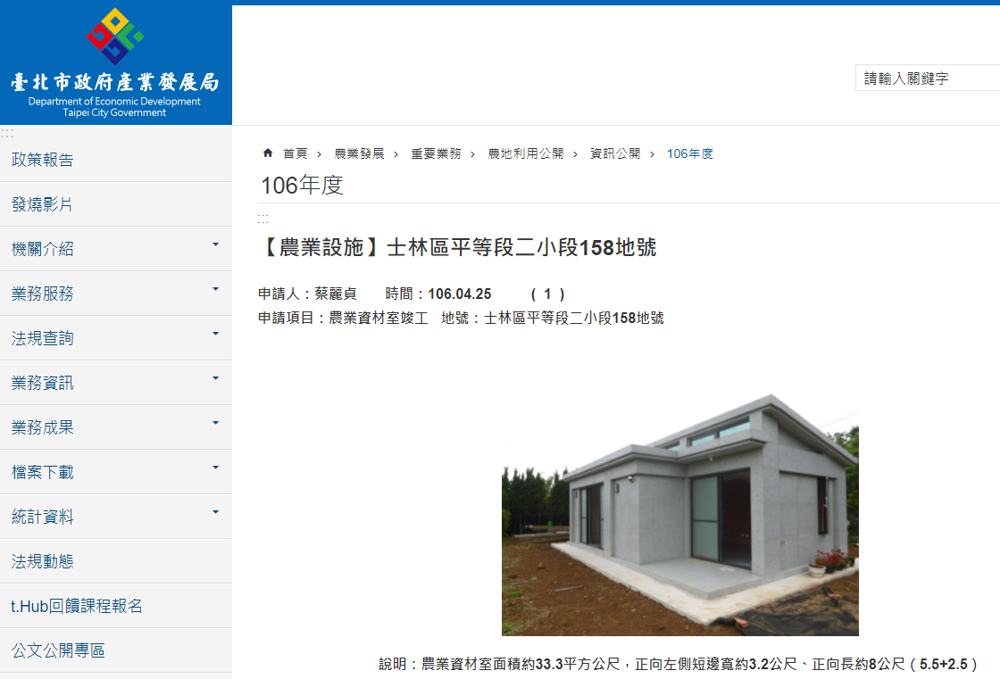 臺北市政府產業發展局
Department of Economic Development
Taipei City Government
請輸入關鍵字
:::
政策報告
發燒影片
機關介紹
業務服務
法規查詢
業務資訊
業務成果
檔案下載
統計資料
法規動態
t.Hub回饋課程報名
公文公開專區
首頁 › 農業發展 › 重要業務 › 農地利用公開 › 資訊公開 › 106年度
106年度
:::
【農業設施】士林區平等段二小段158地號
申請人：蔡麗貞 時間：106.04.25 ( 1 )
申請項目：農業資材室竣工 地號：士林區平等段二小段158地號
說明：農業資材室面積約33.3平方公尺，正向左側短邊寬約3.2公尺、正向長約8公尺（5.5+2.5）